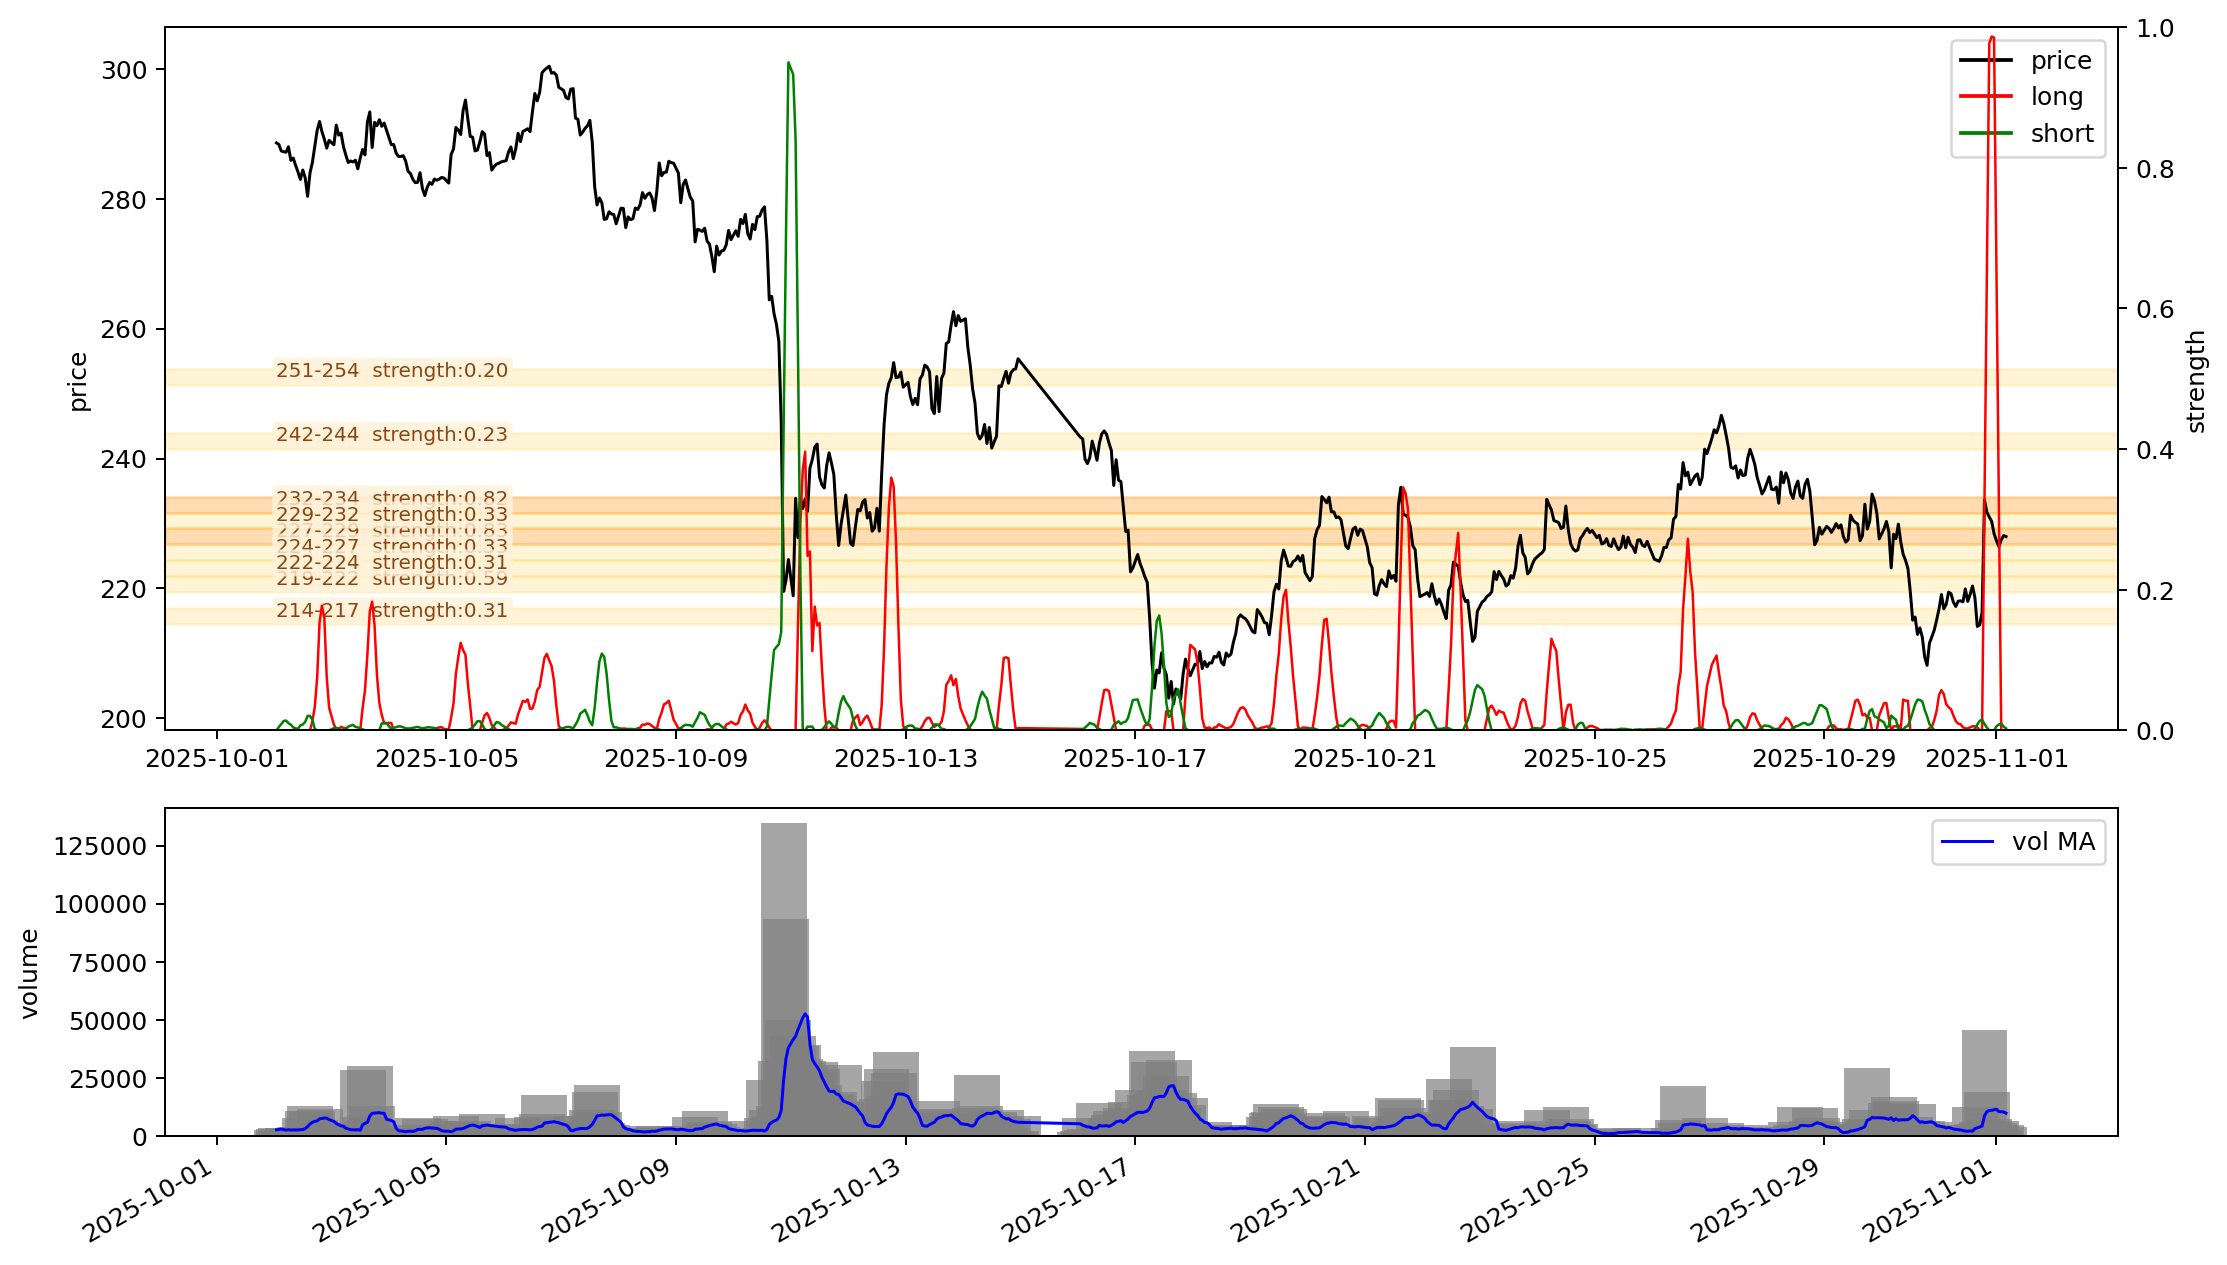 price
long
short
300
280
260
240
220
200
price
1.0
0.8
0.6
0.4
0.2
0.0
strength
251-254  strength:0.20
242-244  strength:0.23
232-234  strength:0.82
229-232  strength:0.33
227-229  strength:0.83
224-227  strength:0.33
222-224  strength:0.31
219-222  strength:0.59
214-217  strength:0.31
2025-10-01
2025-10-05
2025-10-09
2025-10-13
2025-10-17
2025-10-21
2025-10-25
2025-10-29
2025-11-01
vol MA
125000
100000
75000
50000
25000
0
volume
2025-10-01
2025-10-05
2025-10-09
2025-10-13
2025-10-17
2025-10-21
2025-10-25
2025-10-29
2025-11-01